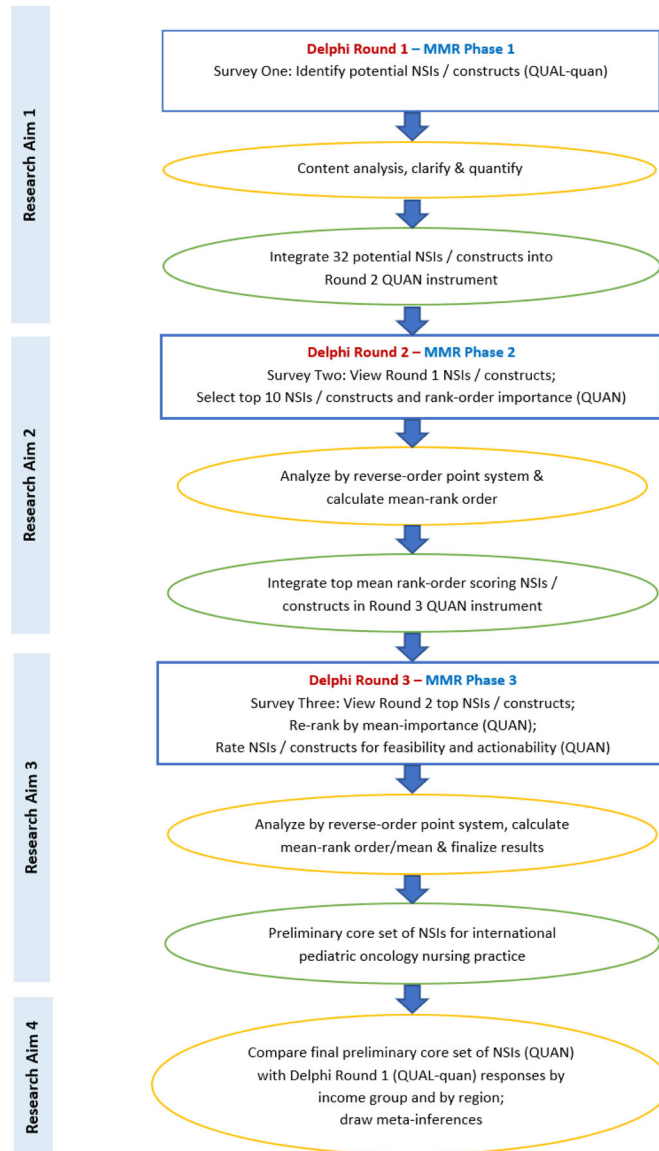 Research Aim 1
Delphi Round 1 – MMR Phase 1
Survey One: Identify potential NSIs / constructs (QUAL-quan)
Content analysis, clarify & quantify
Integrate 32 potential NSIs / constructs into
Round 2 QUAN instrument
Research Aim 2
Delphi Round 2 – MMR Phase 2
Survey Two: View Round 1 NSIs / constructs;
Select top 10 NSIs / constructs and rank-order importance (QUAN)
Analyze by reverse-order point system &
calculate mean-rank order
Integrate top mean rank-order scoring NSIs /
constructs in Round 3 QUAN instrument
Research Aim 3
Delphi Round 3 – MMR Phase 3
Survey Three: View Round 2 top NSIs / constructs;
Re-rank by mean-importance (QUAN);
Rate NSIs / constructs for feasibility and actionability (QUAN)
Analyze by reverse-order point system, calculate
mean-rank order/mean & finalize results
Preliminary core set of NSIs for international
pediatric oncology nursing practice
Research Aim 4
Compare final preliminary core set of NSIs (QUAN)
with Delphi Round 1 (QUAL-quan) responses by
income group and by region;
draw meta-inferences